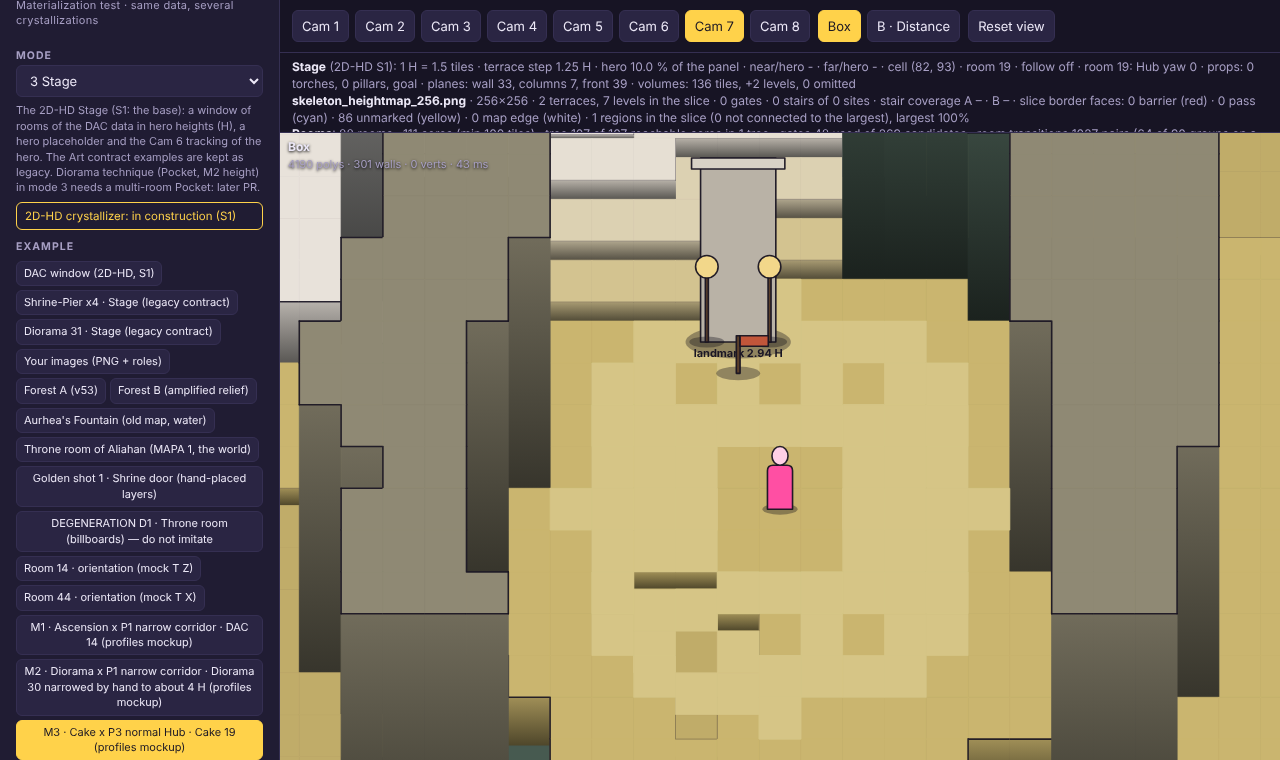 Materialization test · same data, several
crystallizations
MODE
3 Stage
The 2D-HD Stage (S1: the base): a window of
rooms of the DAC data in hero heights (H), a
hero placeholder and the Cam 6 tracking of the
hero. The Art contract examples are kept as
legacy. Diorama technique (Pocket, M2 height)
in mode 3 needs a multi-room Pocket: later PR.
2D-HD crystallizer: in construction (S1)
EXAMPLE
DAC window (2D-HD, S1)
Shrine-Pier x4 · Stage (legacy contract)
Diorama 31 · Stage (legacy contract)
Your images (PNG + roles)
Forest A (v53) Forest B (amplified relief)
Aurhea's Fountain (old map, water)
Throne room of Aliahan (MAPA 1, the world)
Golden shot 1 · Shrine door (hand-placed
layers)
DEGENERATION D1 · Throne room
(billboards) — do not imitate
Room 14 · orientation (mock T Z)
Room 44 · orientation (mock T X)
M1 · Ascension x P1 narrow corridor · DAC
14 (profiles mockup)
M2 · Diorama x P1 narrow corridor · Diorama
30 narrowed by hand to about 4 H (profiles
mockup)
M3 · Cake x P3 normal Hub · Cake 19
(profiles mockup)
Cam 1 Cam 2 Cam 3 Cam 4 Cam 5 Cam 6 Cam 7 Cam 8 Box B · Distance Reset view
Stage (2D-HD S1): 1 H = 1.5 tiles · terrace step 1.25 H · hero 10.0 % of the panel · near/hero - · far/hero - · cell (82, 93) · room 19 · follow off · room 19: Hub yaw 0 · props: 0
torches, 0 pillars, goal · planes: wall 33, columns 7, front 39 · volumes: 136 tiles, +2 levels, 0 omitted
skeleton_heightmap_256.png · 256×256 · 2 terraces, 7 levels in the slice · 0 gates · 0 stairs of 0 sites · stair coverage A – · B – · slice border faces: 0 barrier (red) · 0 pass
(cyan) · 86 unmarked (yellow) · 0 map edge (white) · 1 regions in the slice (0 not connected to the largest), largest 100%
Box
4190 polys · 301 walls · 0 verts · 43 ms
landmark 2.94 H